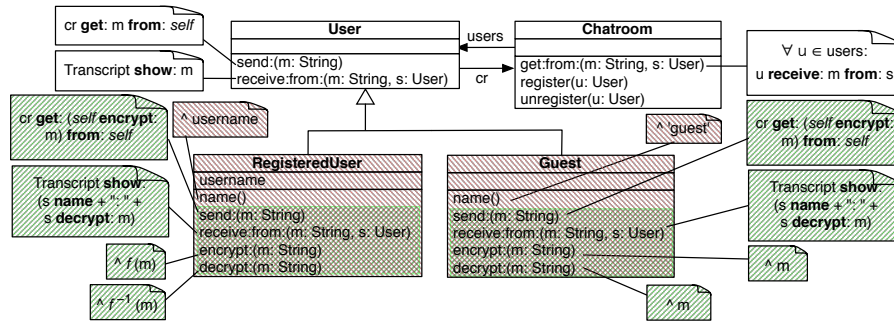 User
Chatroom
cr get: m from: self
Transcript show: m
send:(m: String)
receive:from:(m: String, s: User)
users
cr
get:from:(m: String, s: User)
register(u: User)
unregister(u: User)
∀ u ∈ users:
u receive: m from: s
cr get: (self encrypt:
m) from: self
^ username
^ 'guest'
cr get: (self encrypt:
m) from: self
RegisteredUser
username
name()
send:(m: String)
receive:from:(m: String, s: User)
encrypt:(m: String)
decrypt:(m: String)
Guest
name()
send:(m: String)
receive:from:(m: String, s: User)
encrypt:(m: String)
decrypt:(m: String)
Transcript show:
(s name + ": " +
s decrypt: m)
Transcript show:
(s name + ": " +
s decrypt: m)
^ f (m)
^ f⁻¹ (m)
^ m
^ m